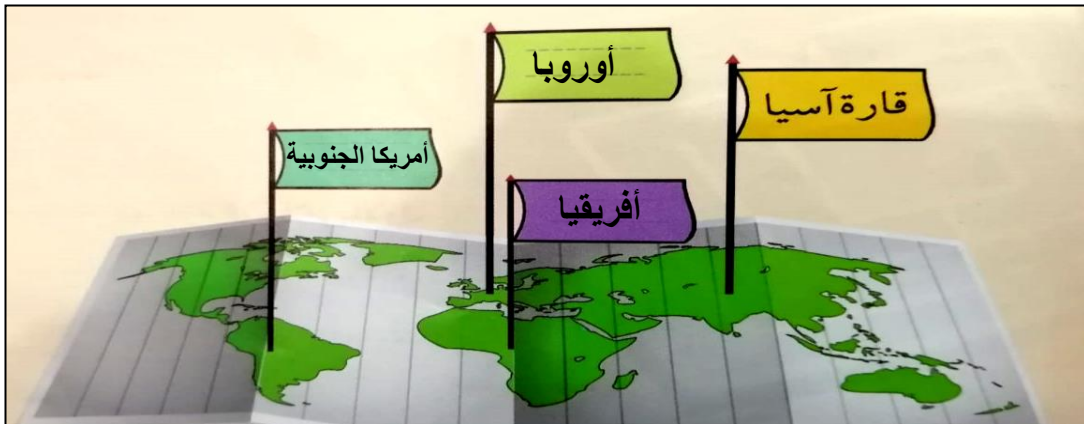 أوروبا
قارة آسيا
أمريكا الجنوبية
أفريقيا